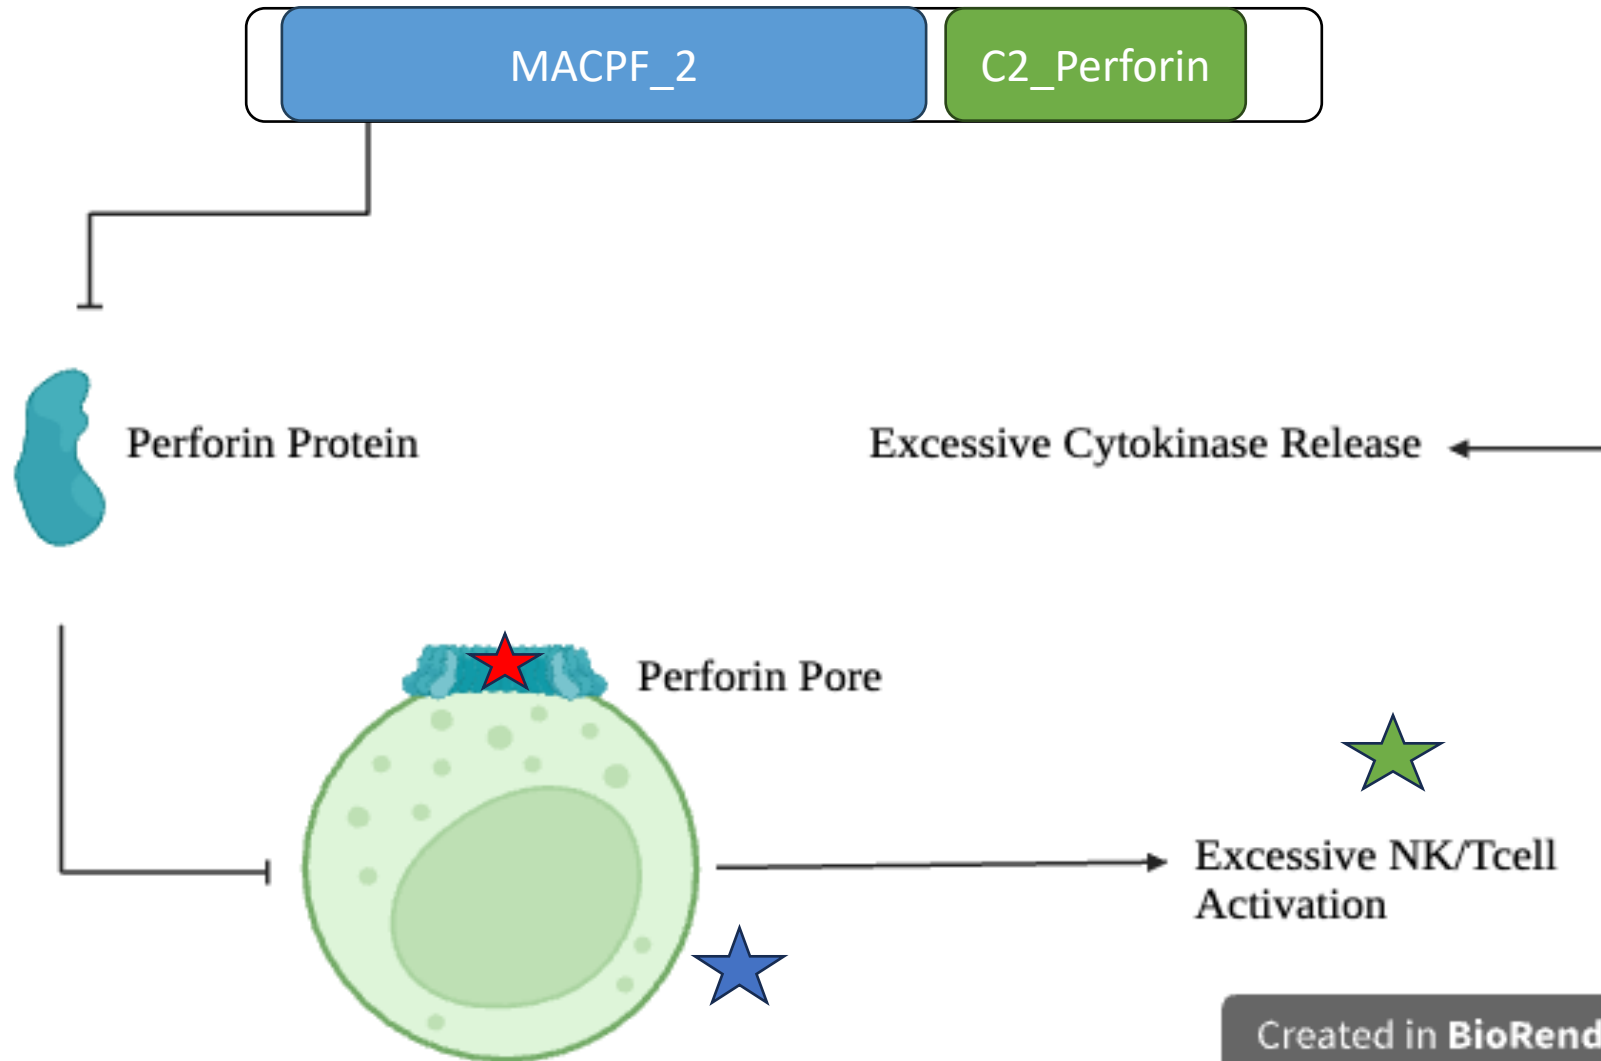 MACPF_2
C2_Perforin
Perforin Protein
Excessive Cytokinase Release
Perforin Pore
Excessive NK/Tcell
Activation
Created in BioRend